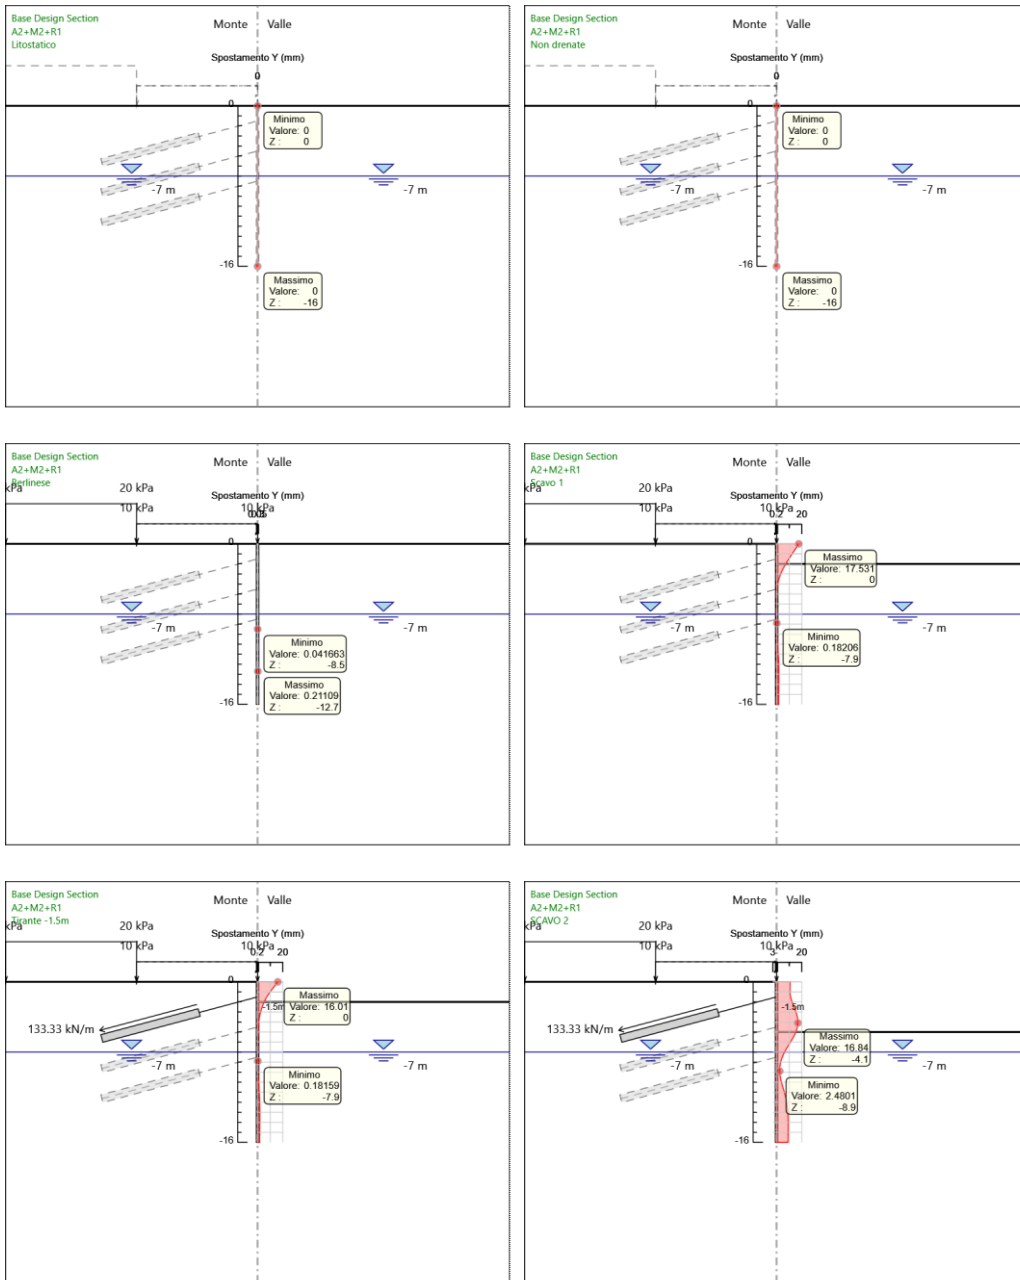 Base Design Section
A2+M2+R1
Litostatico
Monte Valle
Spostamento Y (mm)
0
0
Minimo
Valore: 0
Z : 0
-7 m
-7 m
-16
Massimo
Valore: 0
Z : -16
Base Design Section
A2+M2+R1
Non drenate
Monte Valle
Spostamento Y (mm)
0
0
Minimo
Valore: 0
Z : 0
-7 m
-7 m
-16
Massimo
Valore: 0
Z : -16
Base Design Section
A2+M2+R1
Berlinese
Monte Valle
kPa
20 kPa
Spostamento Y (mm)
10 kPa
10 kPa
0
-7 m
-7 m
Minimo
Valore: 0.041663
Z : -8.5
Massimo
Valore: 0.21109
Z : -12.7
-16
Base Design Section
A2+M2+R1
Scavo 1
Monte Valle
kPa
20 kPa
Spostamento Y (mm)
10 kPa
10 kPa
0.2 20
0
Massimo
Valore: 17.531
Z : 0
-7 m
-7 m
Minimo
Valore: 0.18206
Z : -7.9
-16
Base Design Section
A2+M2+R1
Tirante -1.5m
Monte Valle
kPa
20 kPa
Spostamento Y (mm)
10 kPa
10 kPa
0.2 20
0
Massimo
Valore: 16.01
Z : 0
-1.5m
133.33 kN/m
-7 m
-7 m
Minimo
Valore: 0.18159
Z : -7.9
-16
Base Design Section
A2+M2+R1
SCAVO 2
Monte Valle
kPa
20 kPa
Spostamento Y (mm)
10 kPa
10 kPa
3 20
0
-1.5m
133.33 kN/m
Massimo
Valore: 16.84
Z : -4.1
-7 m
-7 m
Minimo
Valore: 2.4801
Z : -8.9
-16